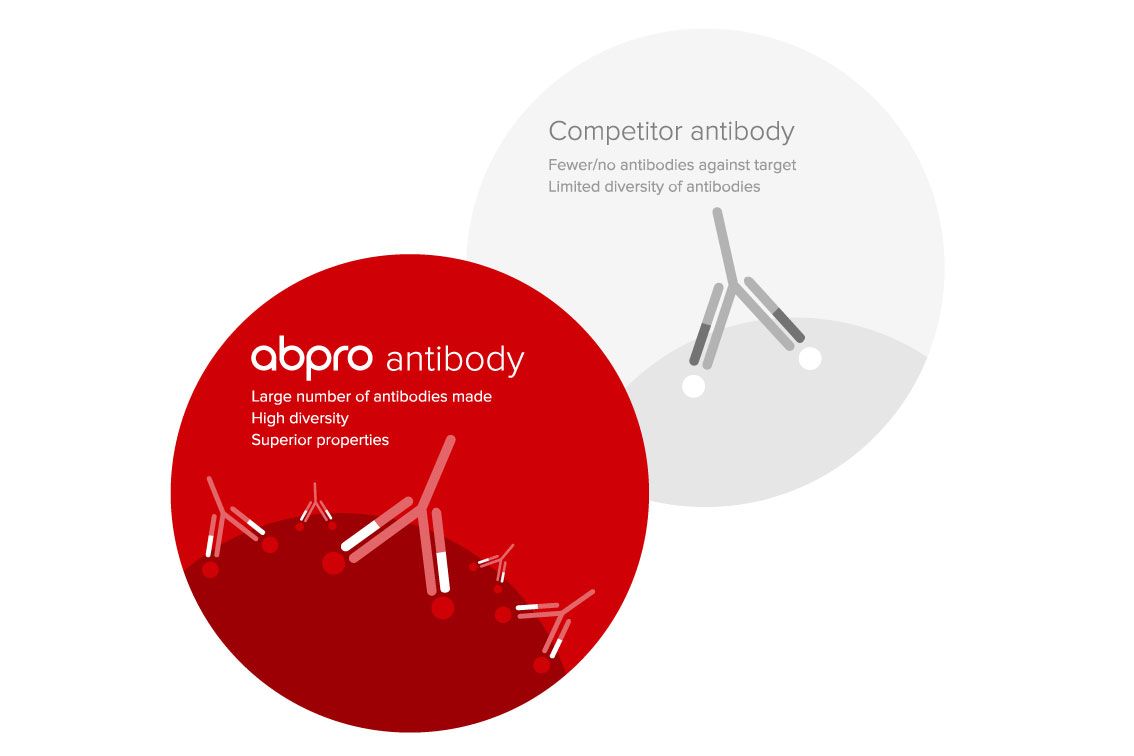 Competitor antibody
Fewer/no antibodies against target
Limited diversity of antibodies
abpro antibody
Large number of antibodies made
High diversity
Superior properties